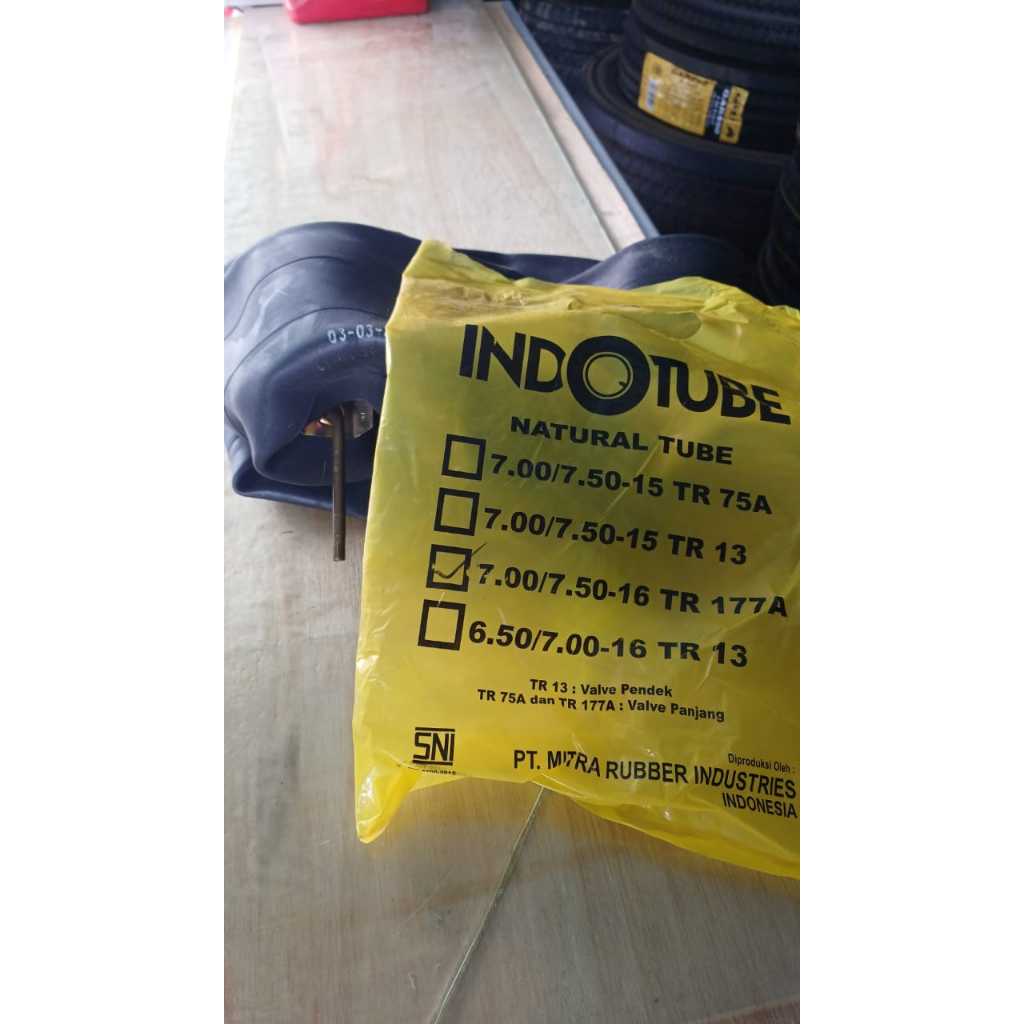 03-03-
INDOTUBE
NATURAL TUBE
7.00/7.50-15 TR 75A
7.00/7.50-15 TR 13
7.00/7.50-16 TR 177A
6.50/7.00-16 TR 13
TR 13 : Valve Pendek
TR 75A dan TR 177A : Valve Panjang
SNI
Diproduksi Oleh :
PT. MITRA RUBBER INDUSTRIES
INDONESIA